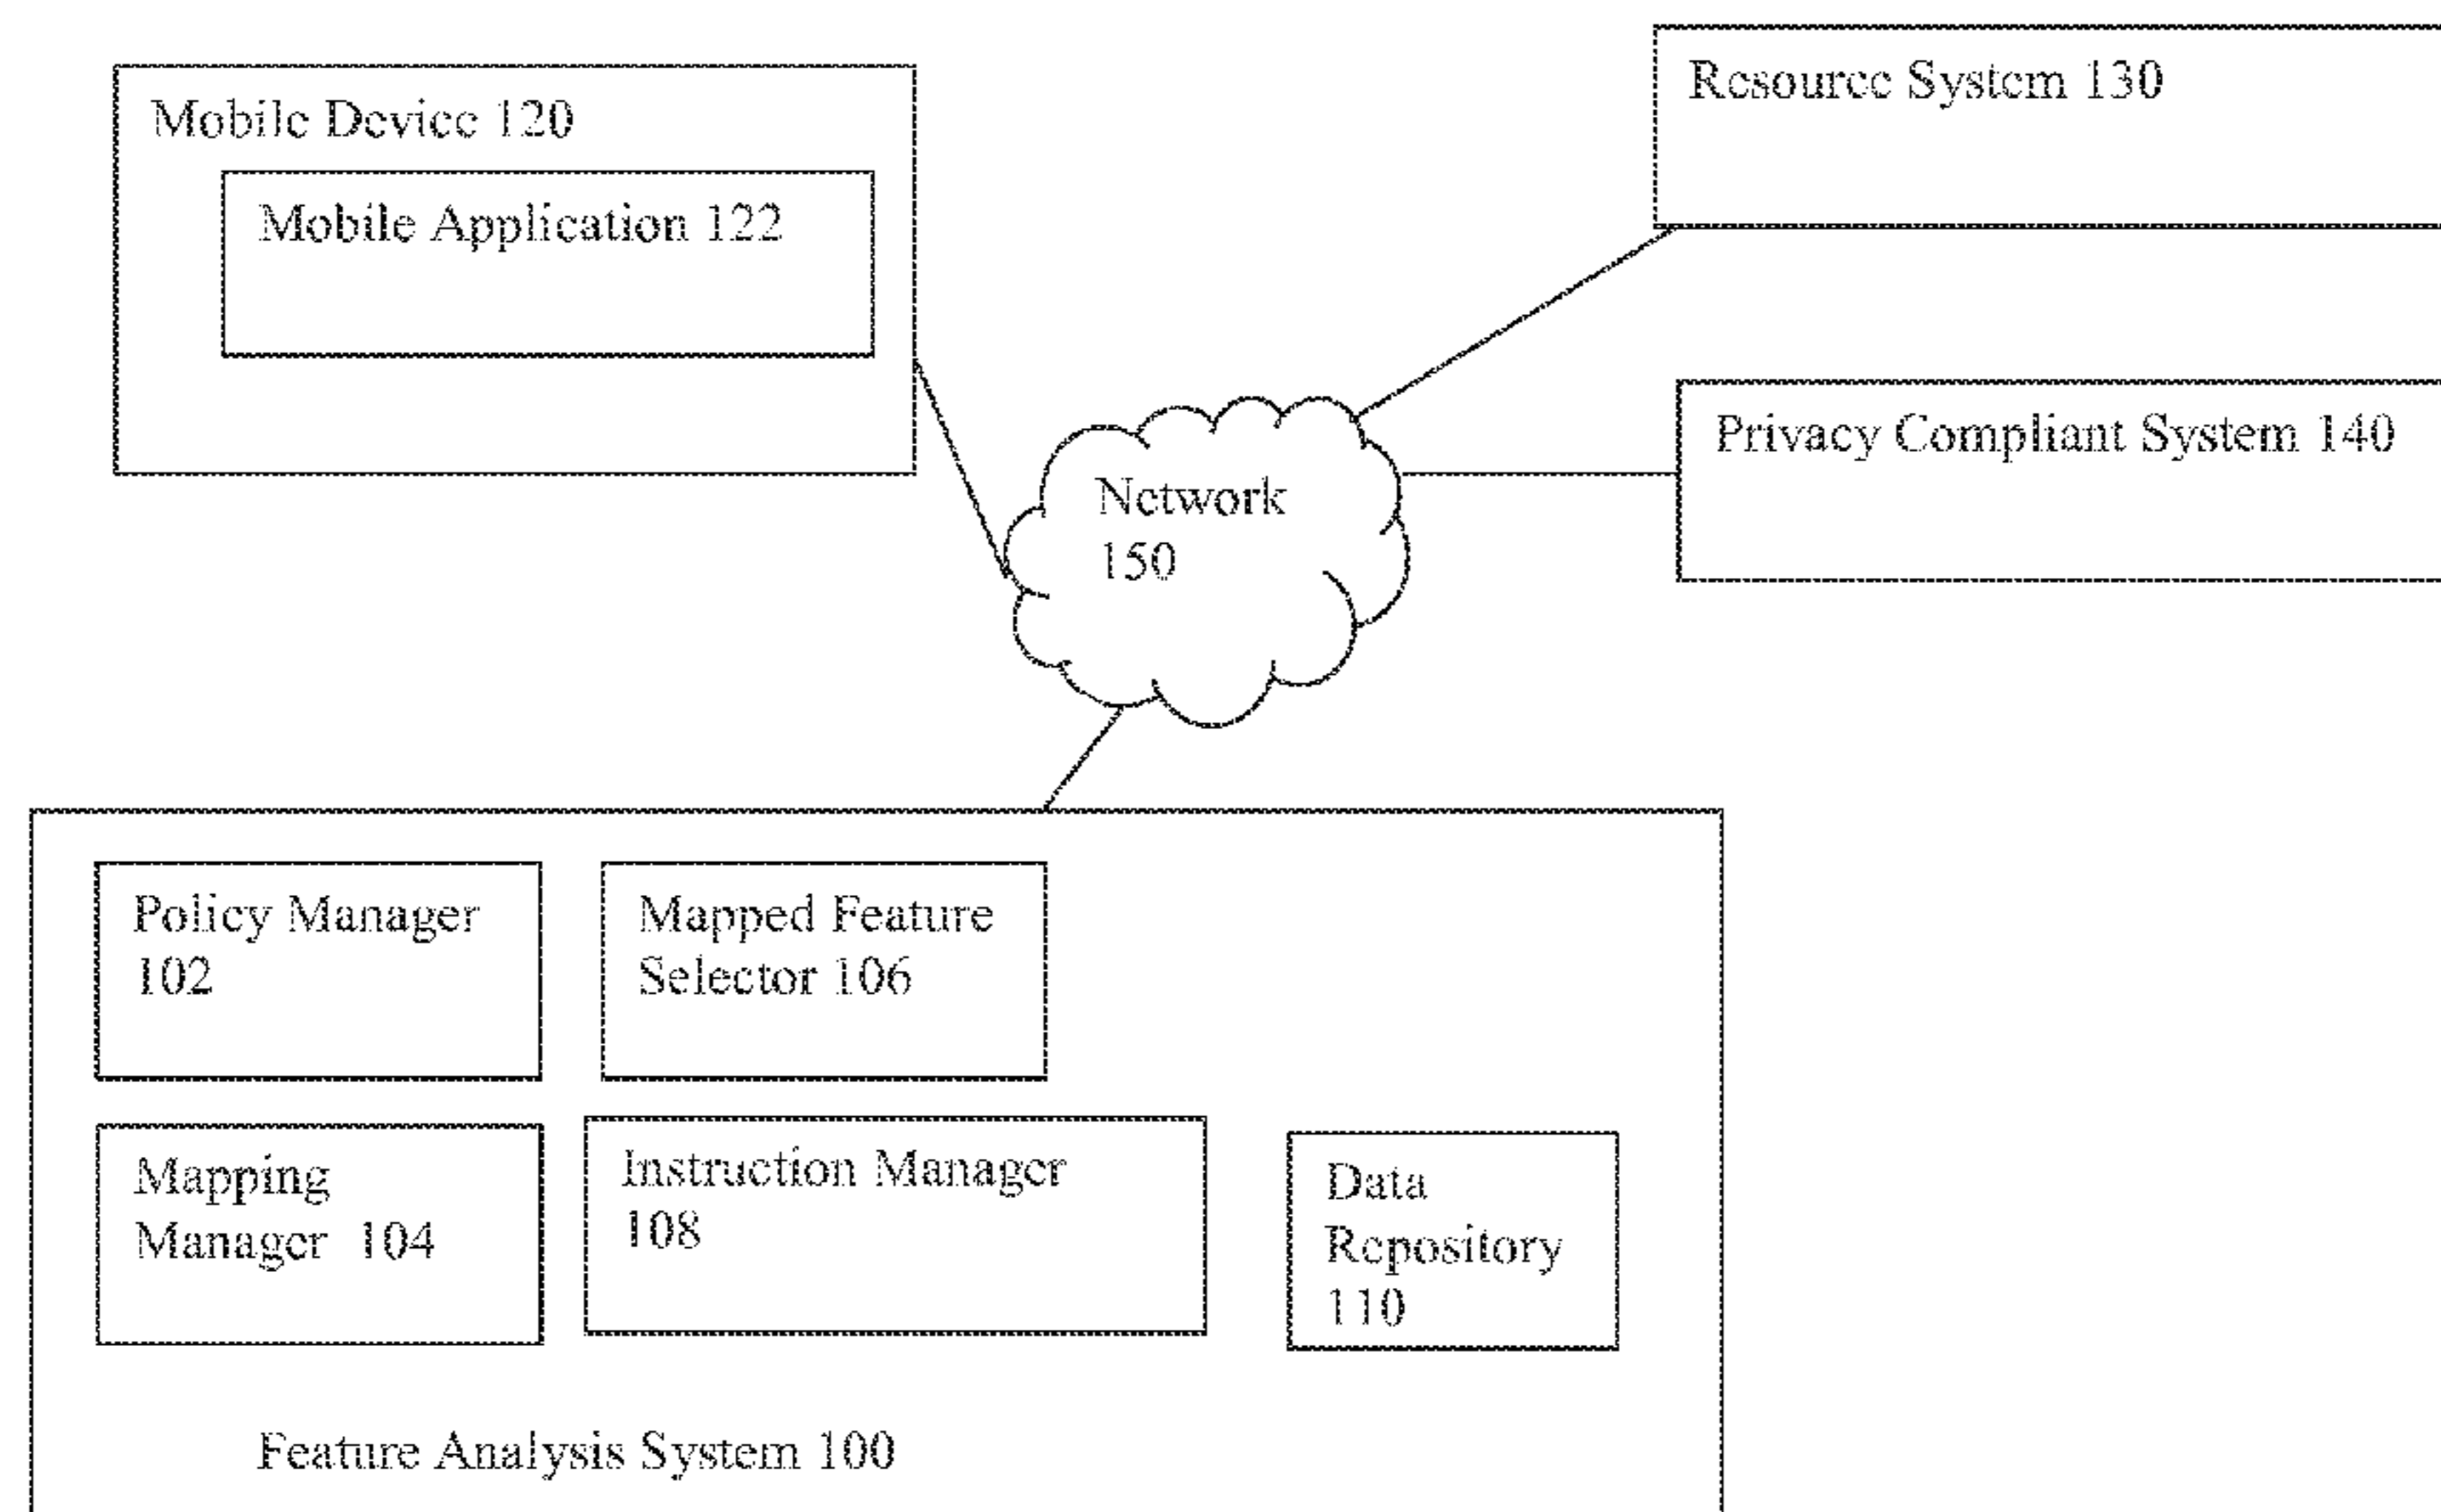 Mobile Device 120
Mobile Application 122
Resource System 130
Privacy Compliant System 140
Network
150
Policy Manager
102
Mapped Feature
Selector 106
Mapping
Manager 104
Instruction Manager
108
Data
Repository
110
Feature Analysis System 100